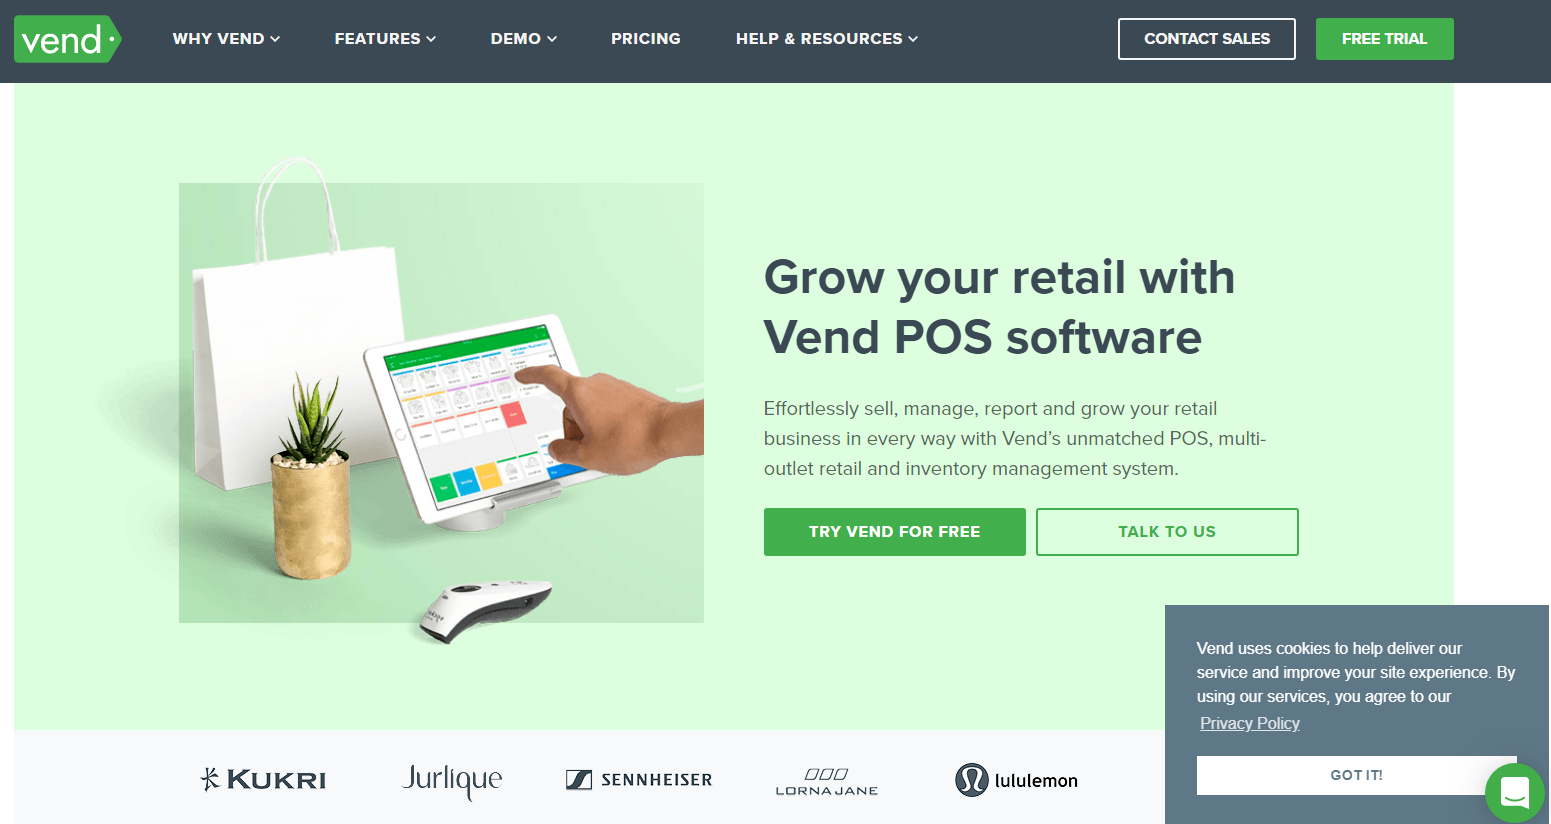 vend
WHY VEND
FEATURES
DEMO
PRICING
HELP & RESOURCES
CONTACT SALES
FREE TRIAL
Grow your retail with
Vend POS software
Effortlessly sell, manage, report and grow your retail
business in every way with Vend’s unmatched POS, multi-
outlet retail and inventory management system.
TRY VEND FOR FREE
TALK TO US
Vend uses cookies to help deliver our
service and improve your site experience. By
using our services, you agree to our
Privacy Policy
GOT IT!
KUKRI
Jurlique
SENNHEISER
LORNA JANE
lululemon